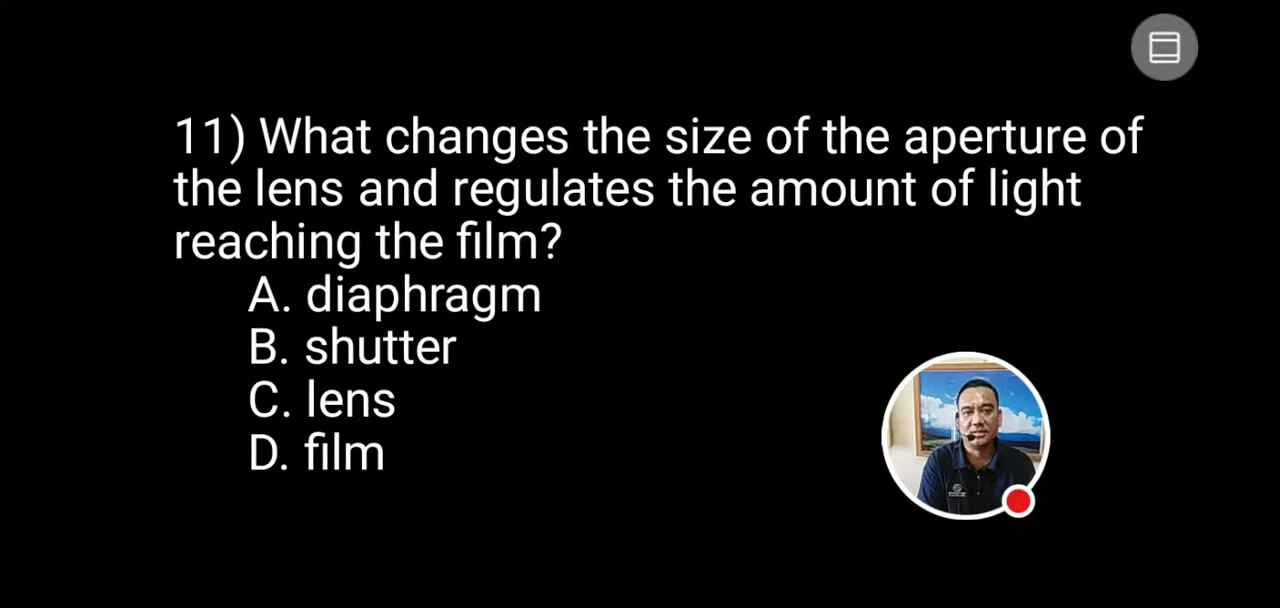 11) What changes the size of the aperture of
the lens and regulates the amount of light
reaching the film?
A. diaphragm
B. shutter
C. lens
D. film